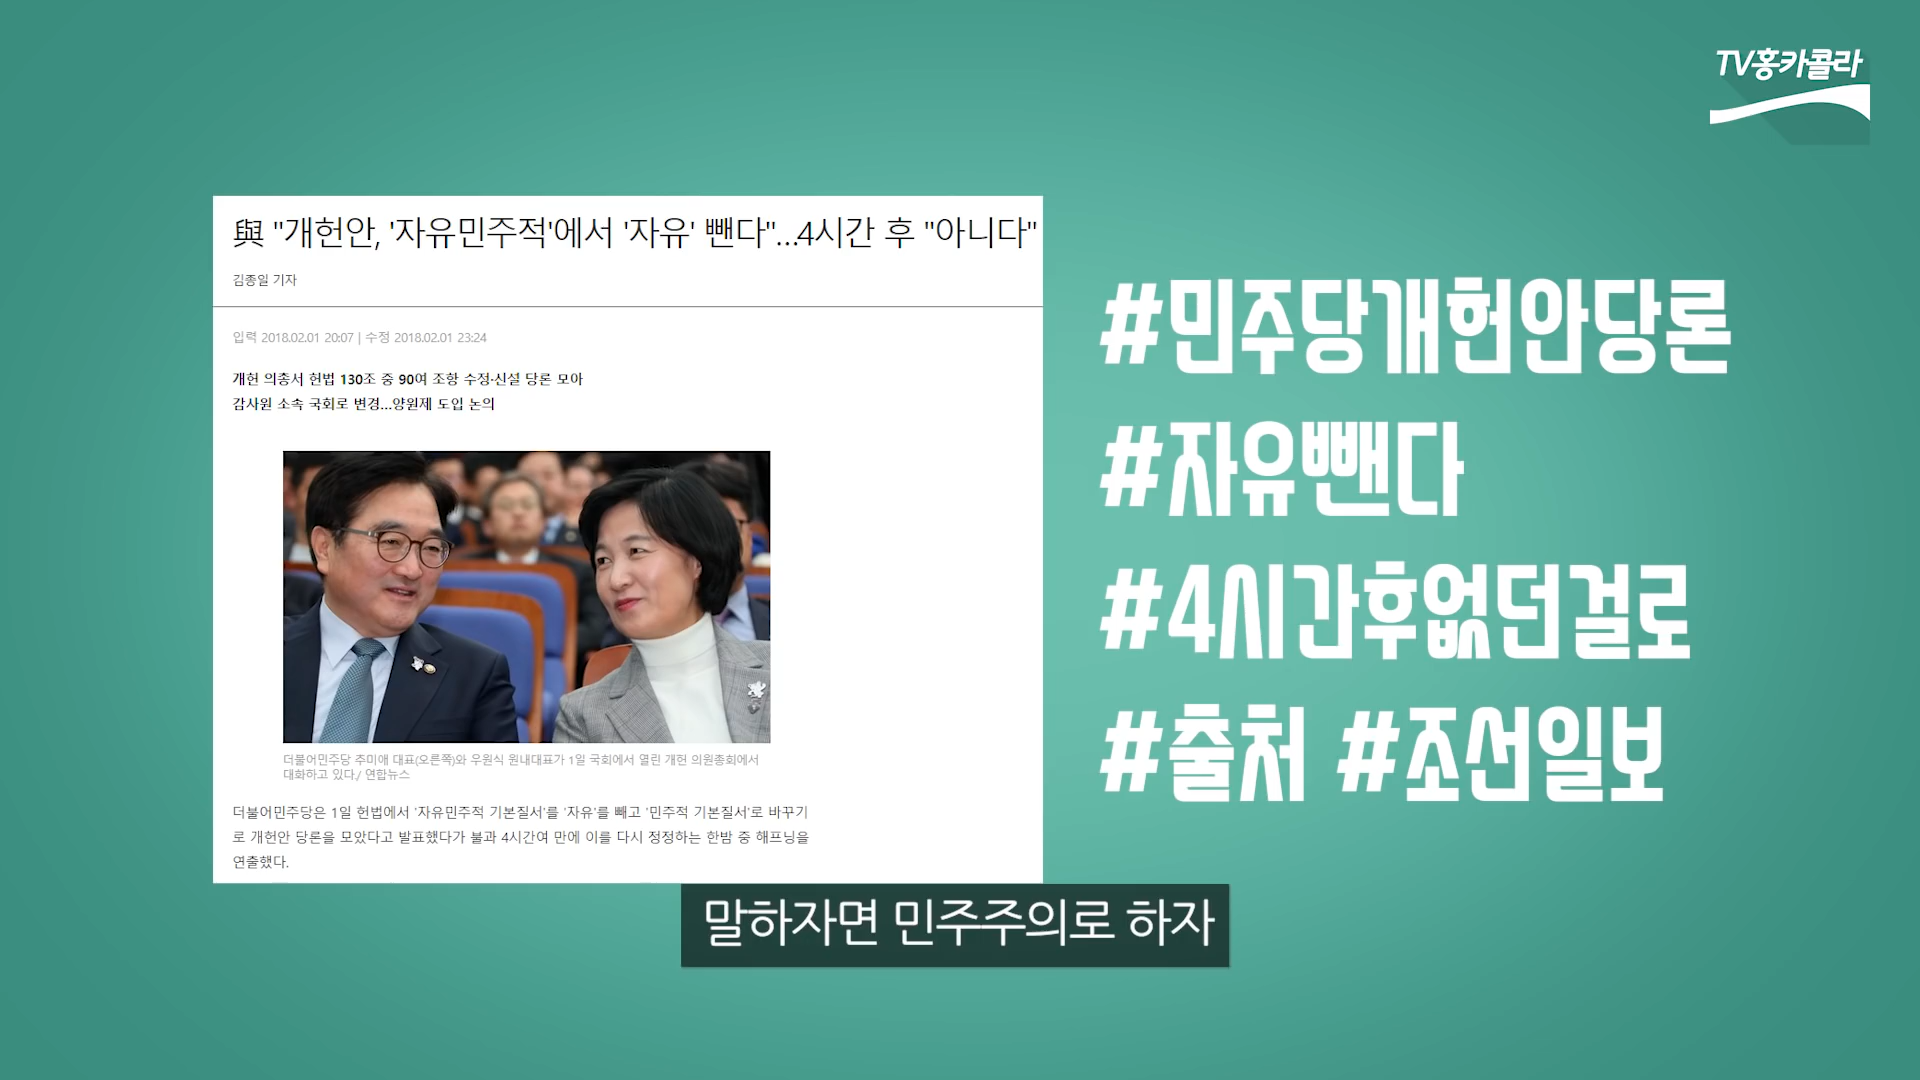 TV홍카콜라
與 "개헌안, '자유민주적'에서 '자유' 뺀다"...4시간 후 "아니다"
김종일 기자
입력 2018.02.01 20:07 | 수정 2018.02.01 23:24
개헌 의총서 헌법 130조 중 90여 조항 수정·신설 당론 모아
감사원 소속 국회로 변경...양원제 도입 논의
더불어민주당 추미애 대표(오른쪽)와 우원식 원내대표가 1일 국회에서 열린 개헌 의원총회에서
대화하고 있다./ 연합뉴스
더불어민주당은 1일 헌법에서 '자유민주적 기본질서'를 '자유'를 빼고 '민주적 기본질서'로 바꾸기
로 개헌안 당론을 모았다고 발표했다가 불과 4시간여 만에 이를 다시 정정하는 한밤 중 해프닝을
연출했다.
#민주당개헌안당론
#자유뺀다
#4시간후없던걸로
#출처 #조선일보
말하자면 민주주의로 하자